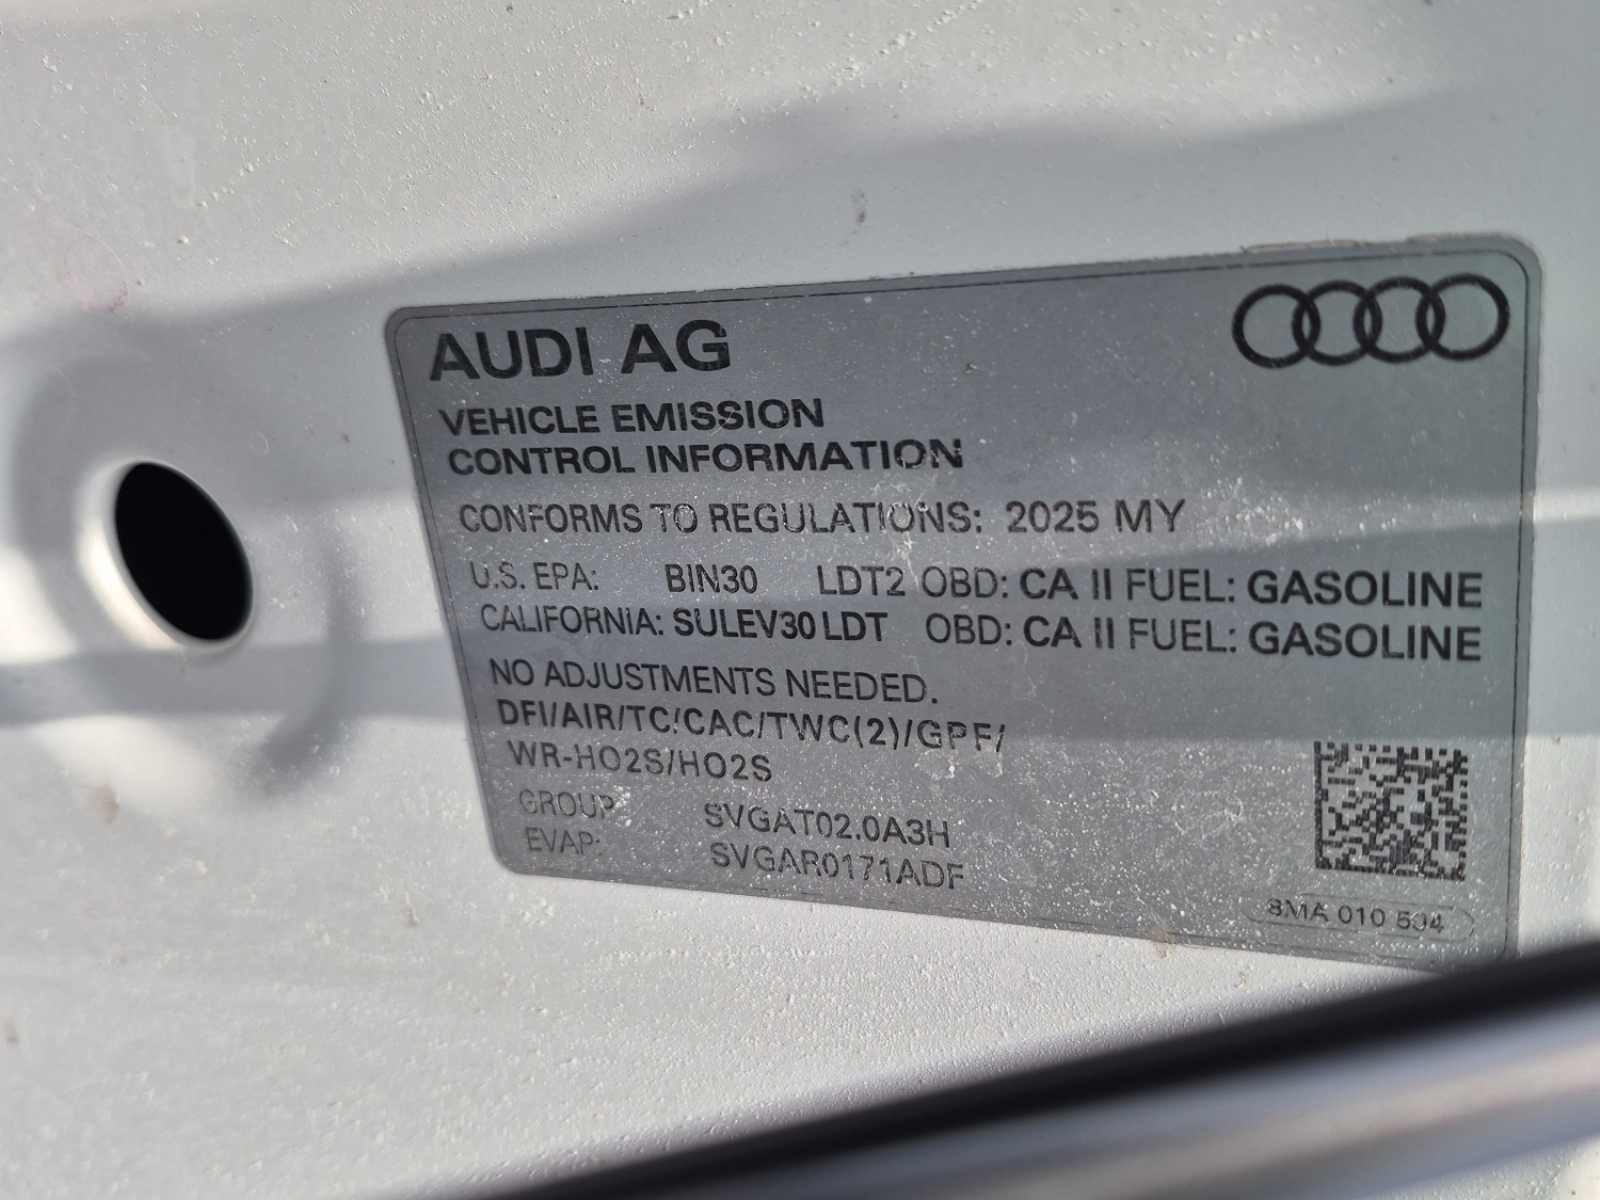 AUDI AG
VEHICLE EMISSION
CONTROL INFORMATION
CONFORMS TO REGULATIONS: 2025 MY
U.S. EPA: BIN30 LDT2 OBD: CA II FUEL: GASOLINE
CALIFORNIA: SULEV30 LDT OBD: CA II FUEL: GASOLINE
NO ADJUSTMENTS NEEDED.
DFI/AIR/TC/CAC/TWC(2)/GPF/
WR-HO2S/HO2S
GROUP: SVGAT02.0A3H
EVAP: SVGAR0171ADF
8MA 010 504